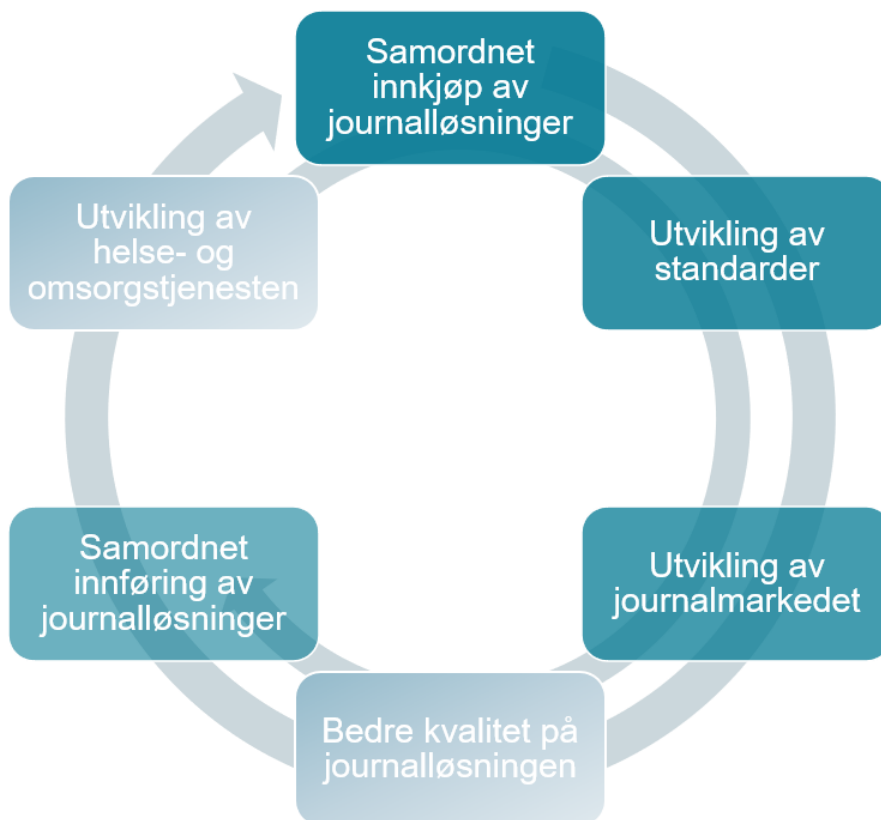 Samordnet
innkjøp av
journalløsninger
Utvikling av
standarder
Utvikling av
journalmarkedet
Bedre kvalitet på
journalløsningen
Samordnet
innføring av
journalløsninger
Utvikling av
helse- og
omsorgstjenesten